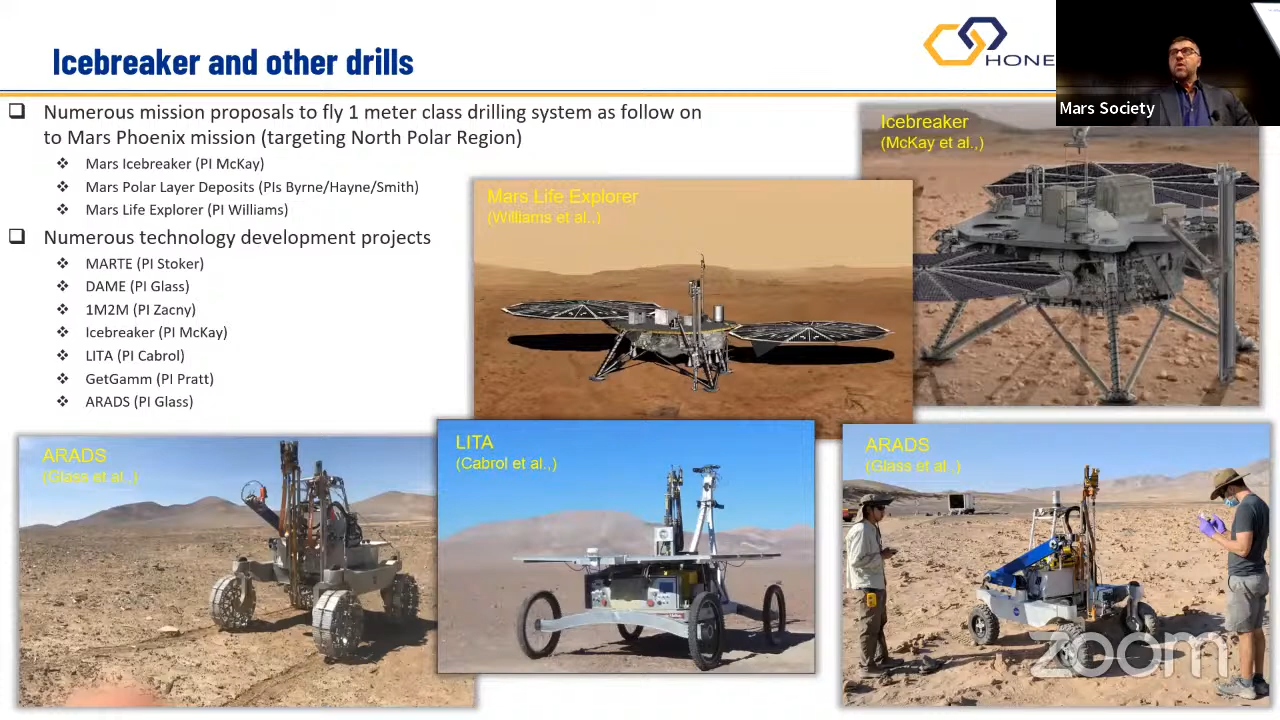 Icebreaker and other drills
HONE
Mars Society
❑ Numerous mission proposals to fly 1 meter class drilling system as follow on
to Mars Phoenix mission (targeting North Polar Region)
❖ Mars Icebreaker (PI McKay)
❖ Mars Polar Layer Deposits (PIs Byrne/Hayne/Smith)
❖ Mars Life Explorer (PI Williams)
❑ Numerous technology development projects
❖ MARTE (PI Stoker)
❖ DAME (PI Glass)
❖ 1M2M (PI Zacny)
❖ Icebreaker (PI McKay)
❖ LITA (PI Cabrol)
❖ GetGamm (PI Pratt)
❖ ARADS (PI Glass)
Icebreaker
(McKay et al.,)
Mars Life Explorer
(Williams et al.,)
ARADS
(Glass et al.,)
LITA
(Cabrol et al.,)
ARADS
(Glass et al.,)
zoom